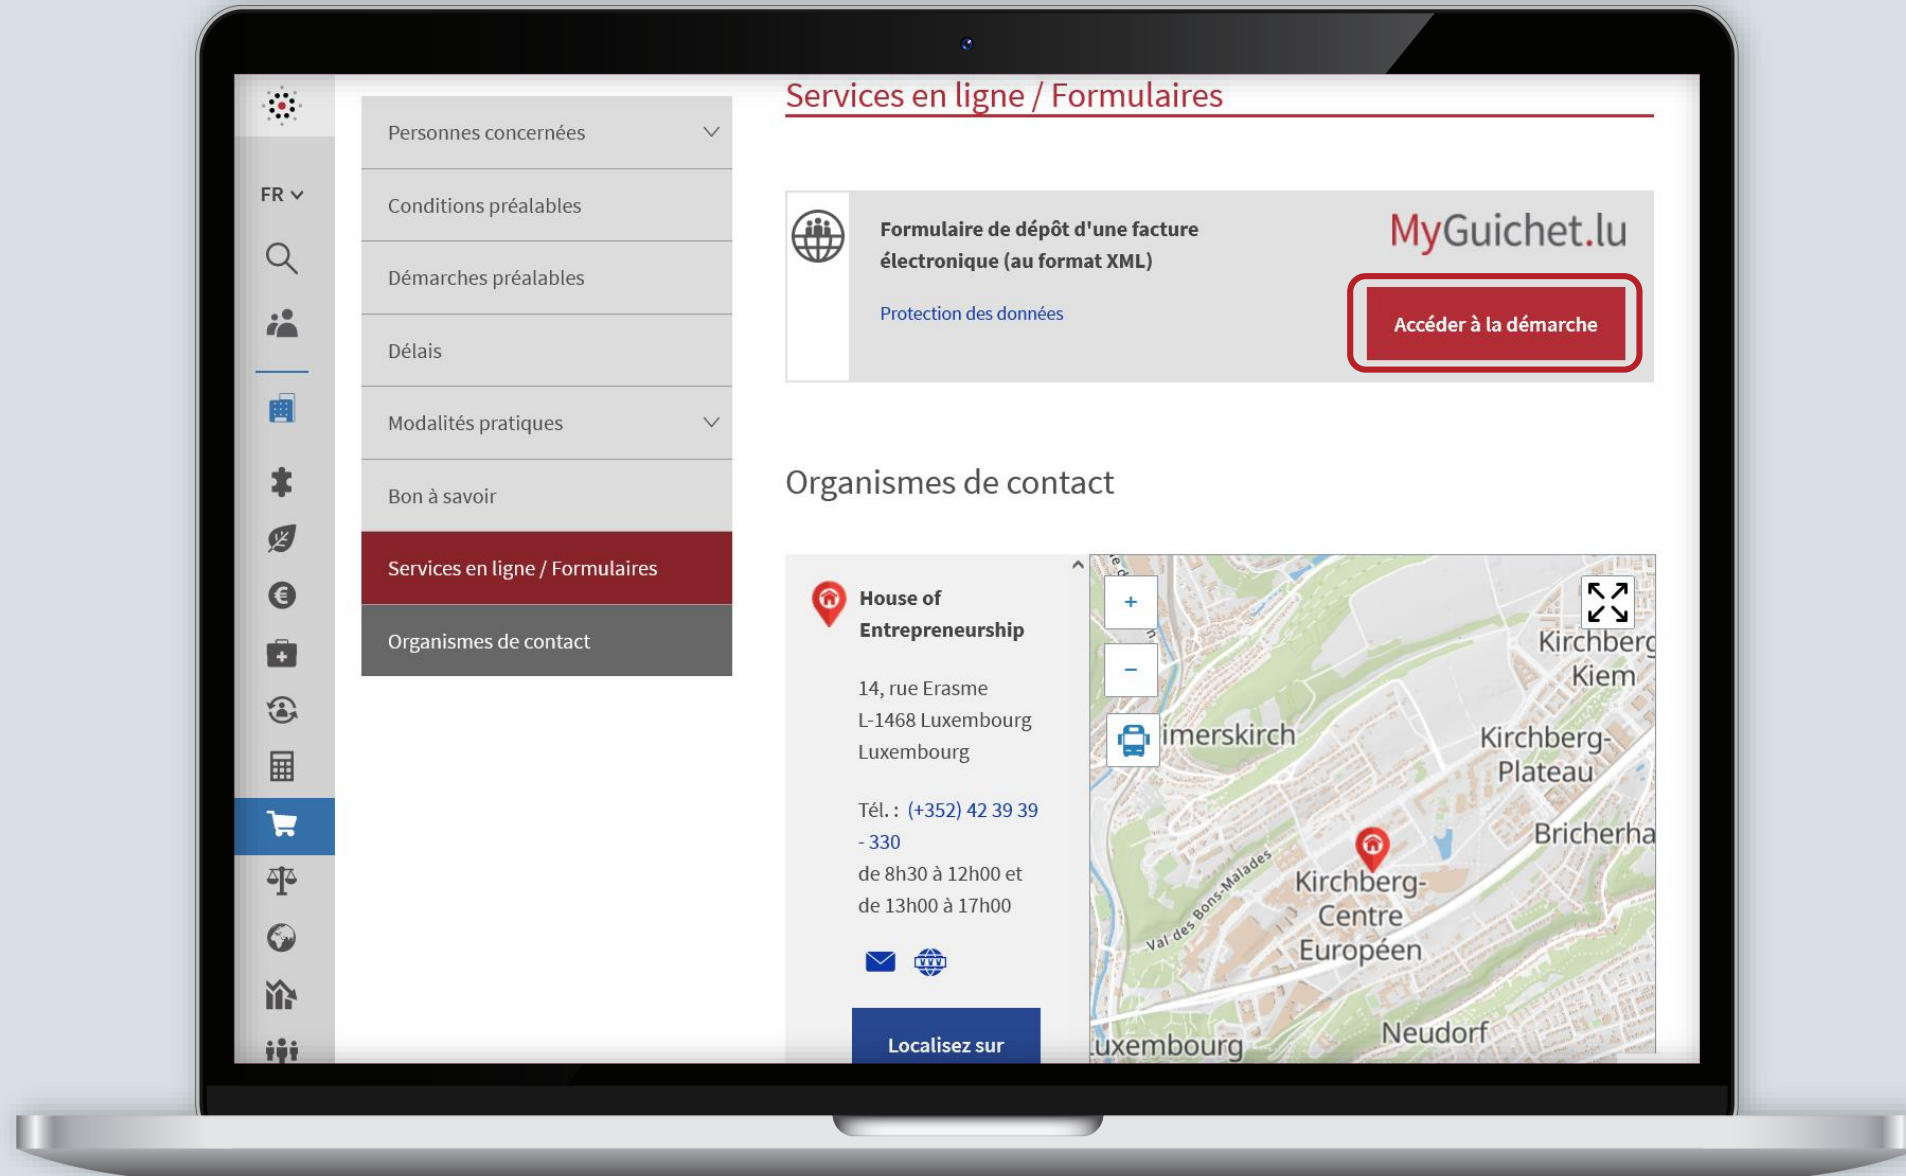 FR
Personnes concernées
Conditions préalables
Démarches préalables
Délais
Modalités pratiques
Bon à savoir
Services en ligne / Formulaires
Organismes de contact
Services en ligne / Formulaires
Formulaire de dépôt d'une facture
électronique (au format XML)
Protection des données
MyGuichet.lu
Accéder à la démarche
Organismes de contact
House of
Entrepreneurship
14, rue Erasme
L-1468 Luxembourg
Luxembourg
Tél. : (+352) 42 39 39
- 330
de 8h30 à 12h00 et
de 13h00 à 17h00
Localisez sur
+
−
Kirchberg
Kiem
imerskirch
Kirchberg-
Plateau
Bricherha
Val des Bons-Malades
Kirchberg-
Centre
Européen
Neudorf
uxembourg